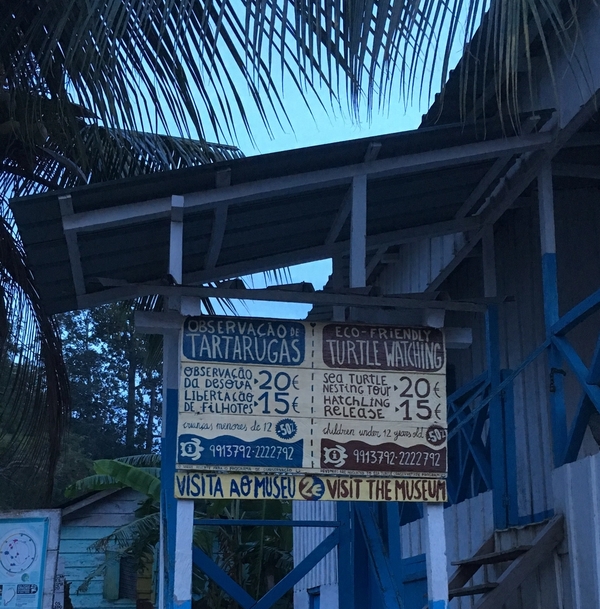 OBSERVAÇÃO DE
TARTARUGAS
OBSERVAÇÃO
DA DESOVA 20€
LIBERTAÇÃO
DE FILHOTES 15€
crianças menores de 12 -50%
9913792-2222792
ECO-FRIENDLY
TURTLE WATCHING
SEA TURTLE
NESTING TOUR 20€
HATCHLING
RELEASE 15€
children under 12 years old -50%
9913792-2222792
VISITA AO MUSEU 2€ VISIT THE MUSEUM